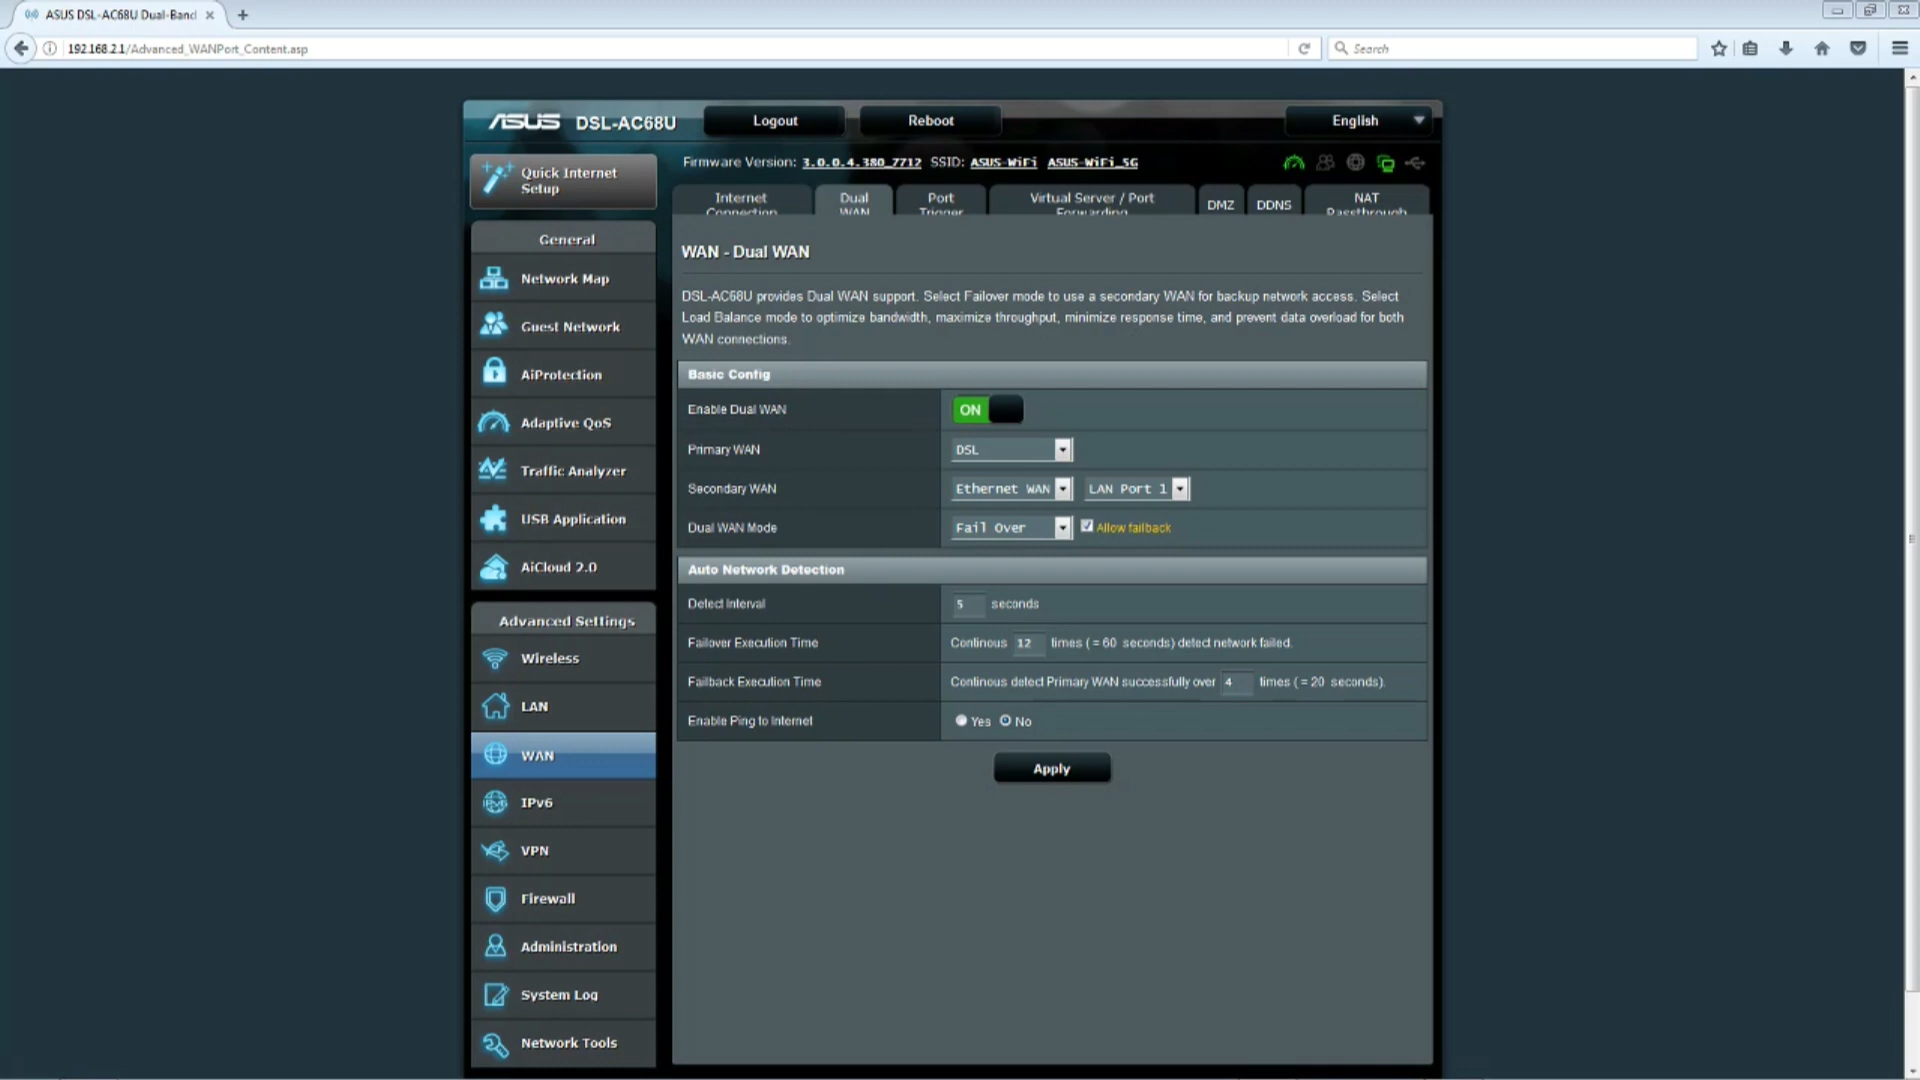 ASUS DSL-AC68U Dual-Band
192.168.2.1/Advanced_WANPort_Content.asp
Search
ASUS DSL-AC68U
Logout
Reboot
English
Quick Internet
Setup
Firmware Version: 3.0.0.4.380_7712 SSID: ASUS-WiFi ASUS-WiFi_5G
Internet
Connection
Dual
WAN
Port
Trigger
Virtual Server / Port
Forwarding
DMZ
DDNS
NAT
Passthrough
General
Network Map
Guest Network
AiProtection
Adaptive QoS
Traffic Analyzer
USB Application
AiCloud 2.0
Advanced Settings
Wireless
LAN
WAN
IPv6
VPN
Firewall
Administration
System Log
Network Tools
WAN - Dual WAN
DSL-AC68U provides Dual WAN support. Select Failover mode to use a secondary WAN for backup network access. Select
Load Balance mode to optimize bandwidth, maximize throughput, minimize response time, and prevent data overload for both
WAN connections.
Basic Config
Enable Dual WAN ON
Primary WAN DSL
Secondary WAN Ethernet WAN LAN Port 1
Dual WAN Mode Fail Over Allow failback
Auto Network Detection
Detect Interval 5 seconds
Failover Execution Time Continous 12 times ( = 60 seconds) detect network failed.
Failback Execution Time Continous detect Primary WAN successfully over 4 times ( = 20 seconds).
Enable Ping to Internet Yes No
Apply